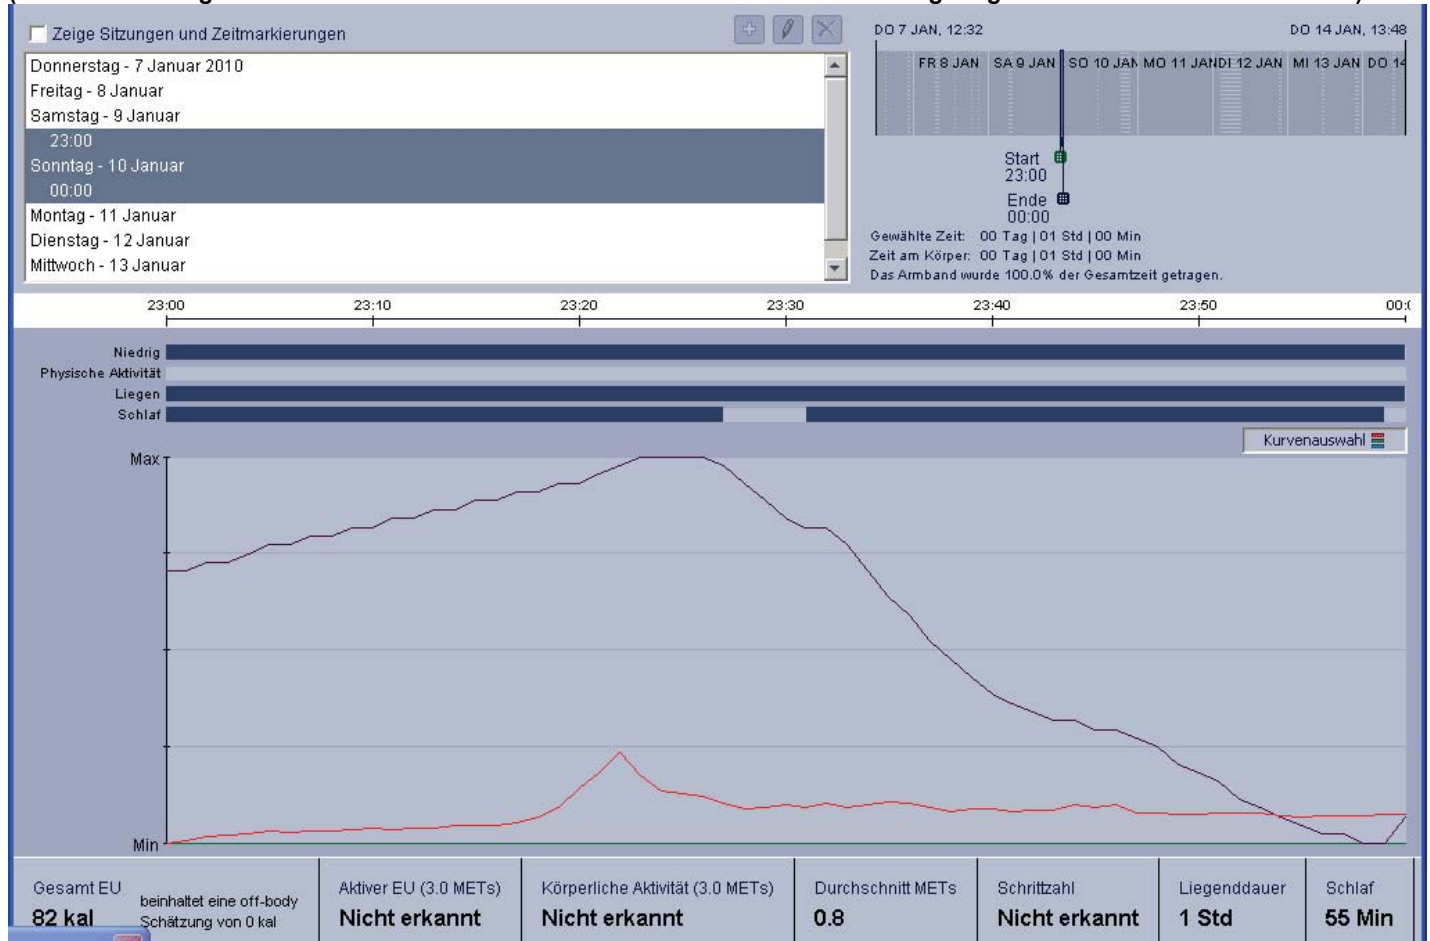 Zeige Sitzungen und Zeitmarkierungen
Donnerstag - 7 Januar 2010
Freitag - 8 Januar
Samstag - 9 Januar
23:00
Sonntag - 10 Januar
00:00
Montag - 11 Januar
Dienstag - 12 Januar
Mittwoch - 13 Januar
DO 7 JAN, 12:32 DO 14 JAN, 13:48
FR 8 JAN SA 9 JAN SO 10 JAN MO 11 JAN DI 12 JAN MI 13 JAN DO 14
Start
23:00
Ende
00:00
Gewählte Zeit: 00 Tag | 01 Std | 00 Min
Zeit am Körper: 00 Tag | 01 Std | 00 Min
Das Armband wurde 100.0% der Gesamtzeit getragen.
23:00 23:10 23:20 23:30 23:40 23:50 00:(
Niedrig
Physische Aktivität
Liegen
Schlaf
Kurvenauswahl
Max
Min
Gesamt EU
82 kal
beinhaltet eine off-body
Schätzung von 0 kal
Aktiver EU (3.0 METs)
Nicht erkannt
Körperliche Aktivität (3.0 METs)
Nicht erkannt
Durchschnitt METs
0.8
Schrittzahl
Nicht erkannt
Liegenddauer
1 Std
Schlaf
55 Min